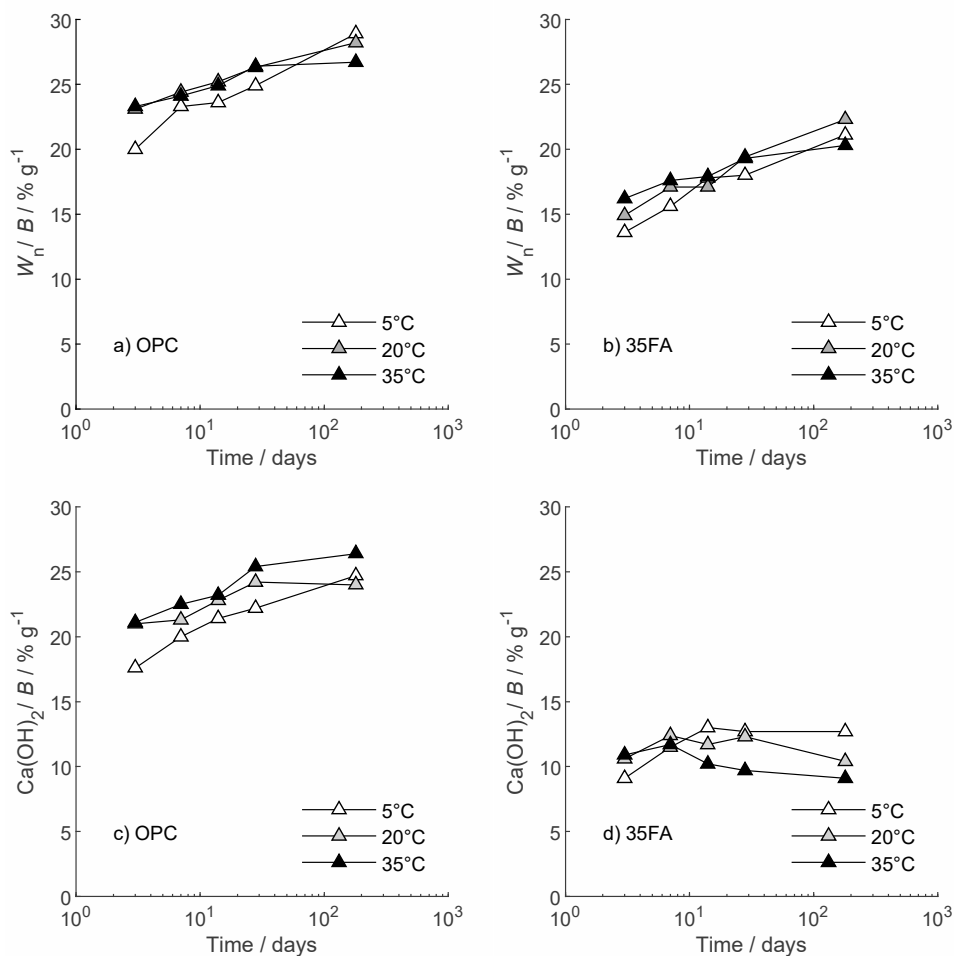 30
25
20
15
10
5
0
Wn/ B / % g-1
a) OPC
5°C
20°C
35°C
10^0 10^1 10^2 10^3
Time / days
30
25
20
15
10
5
0
Wn/ B / % g-1
b) 35FA
5°C
20°C
35°C
10^0 10^1 10^2 10^3
Time / days
30
25
20
15
10
5
0
Ca(OH)2/ B / % g-1
c) OPC
5°C
20°C
35°C
10^0 10^1 10^2 10^3
Time / days
30
25
20
15
10
5
0
Ca(OH)2/ B / % g-1
d) 35FA
5°C
20°C
35°C
10^0 10^1 10^2 10^3
Time / days